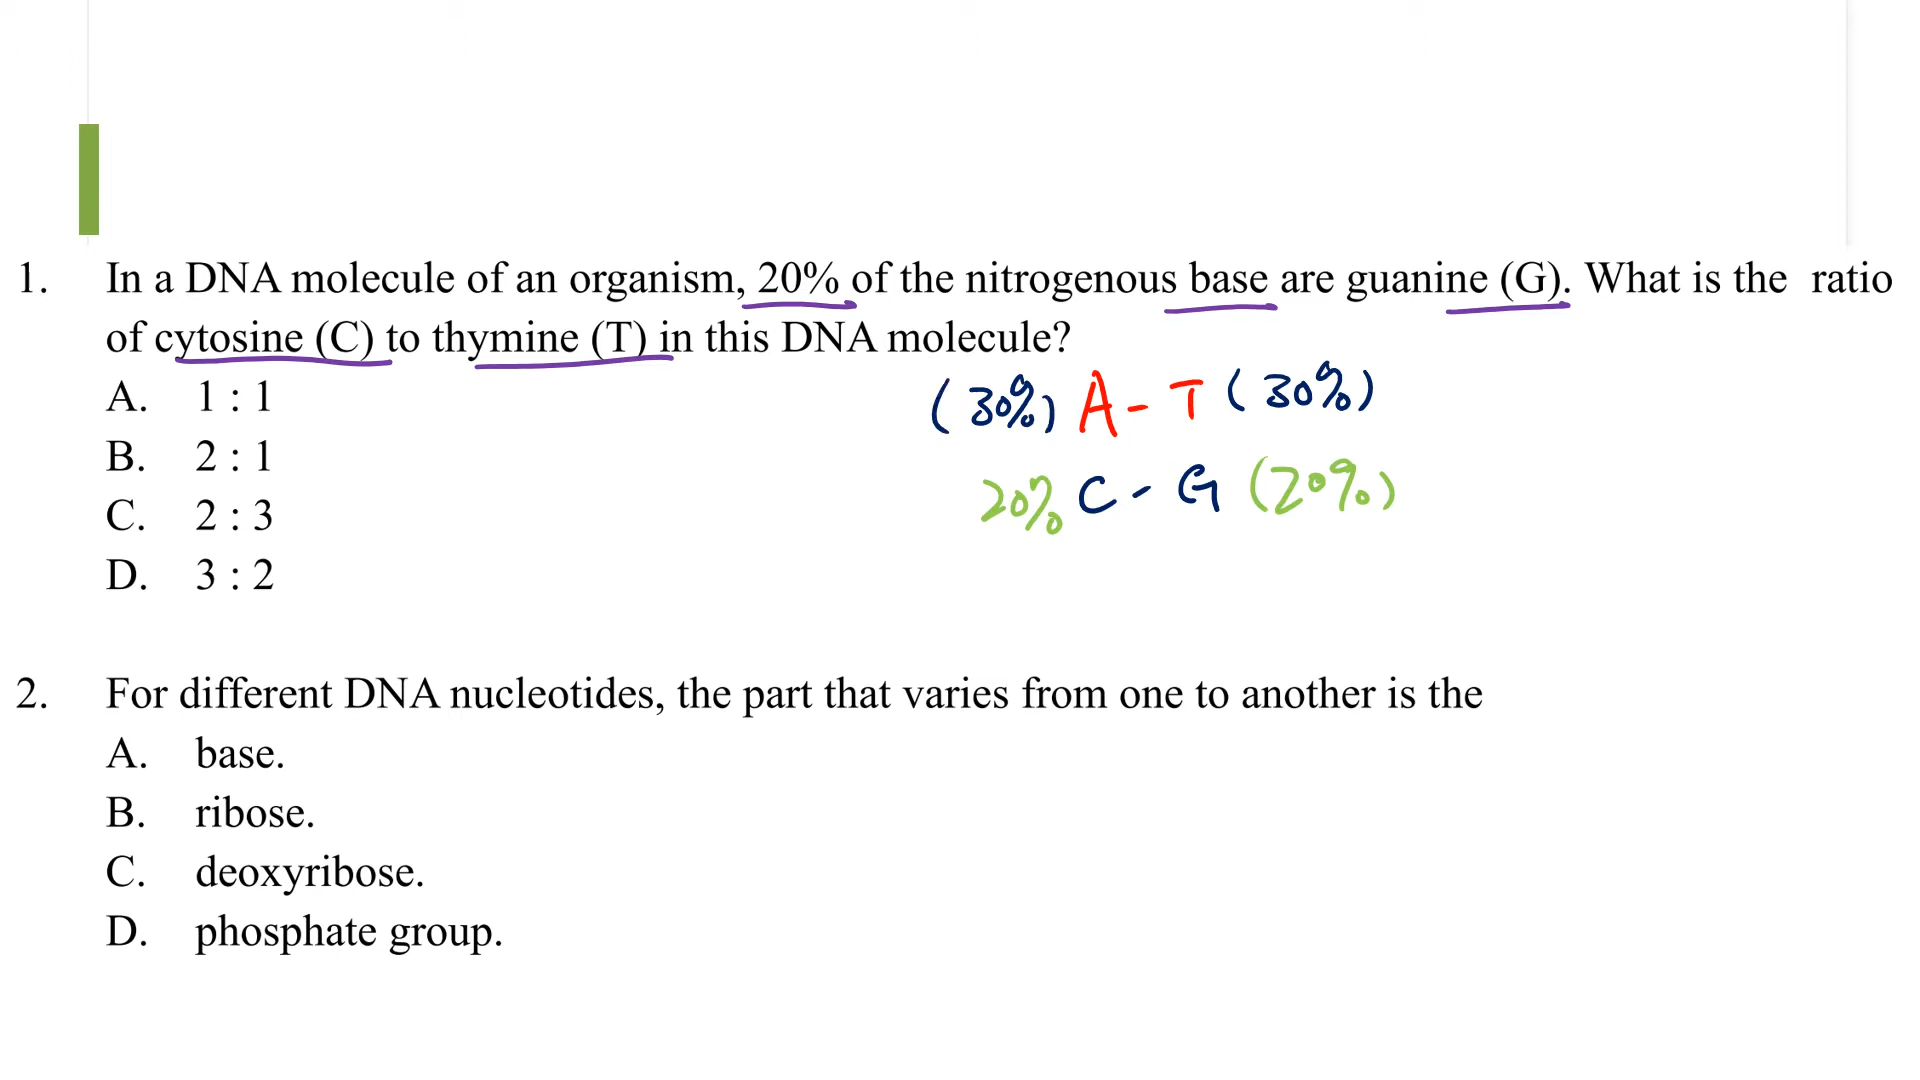 1. In a DNA molecule of an organism, 20% of the nitrogenous base are guanine (G). What is the ratio
of cytosine (C) to thymine (T) in this DNA molecule?
A. 1 : 1
(30%) A - T (30%)
B. 2 : 1
20% C - G (20%)
C. 2 : 3
D. 3 : 2
2. For different DNA nucleotides, the part that varies from one to another is the
A. base.
B. ribose.
C. deoxyribose.
D. phosphate group.